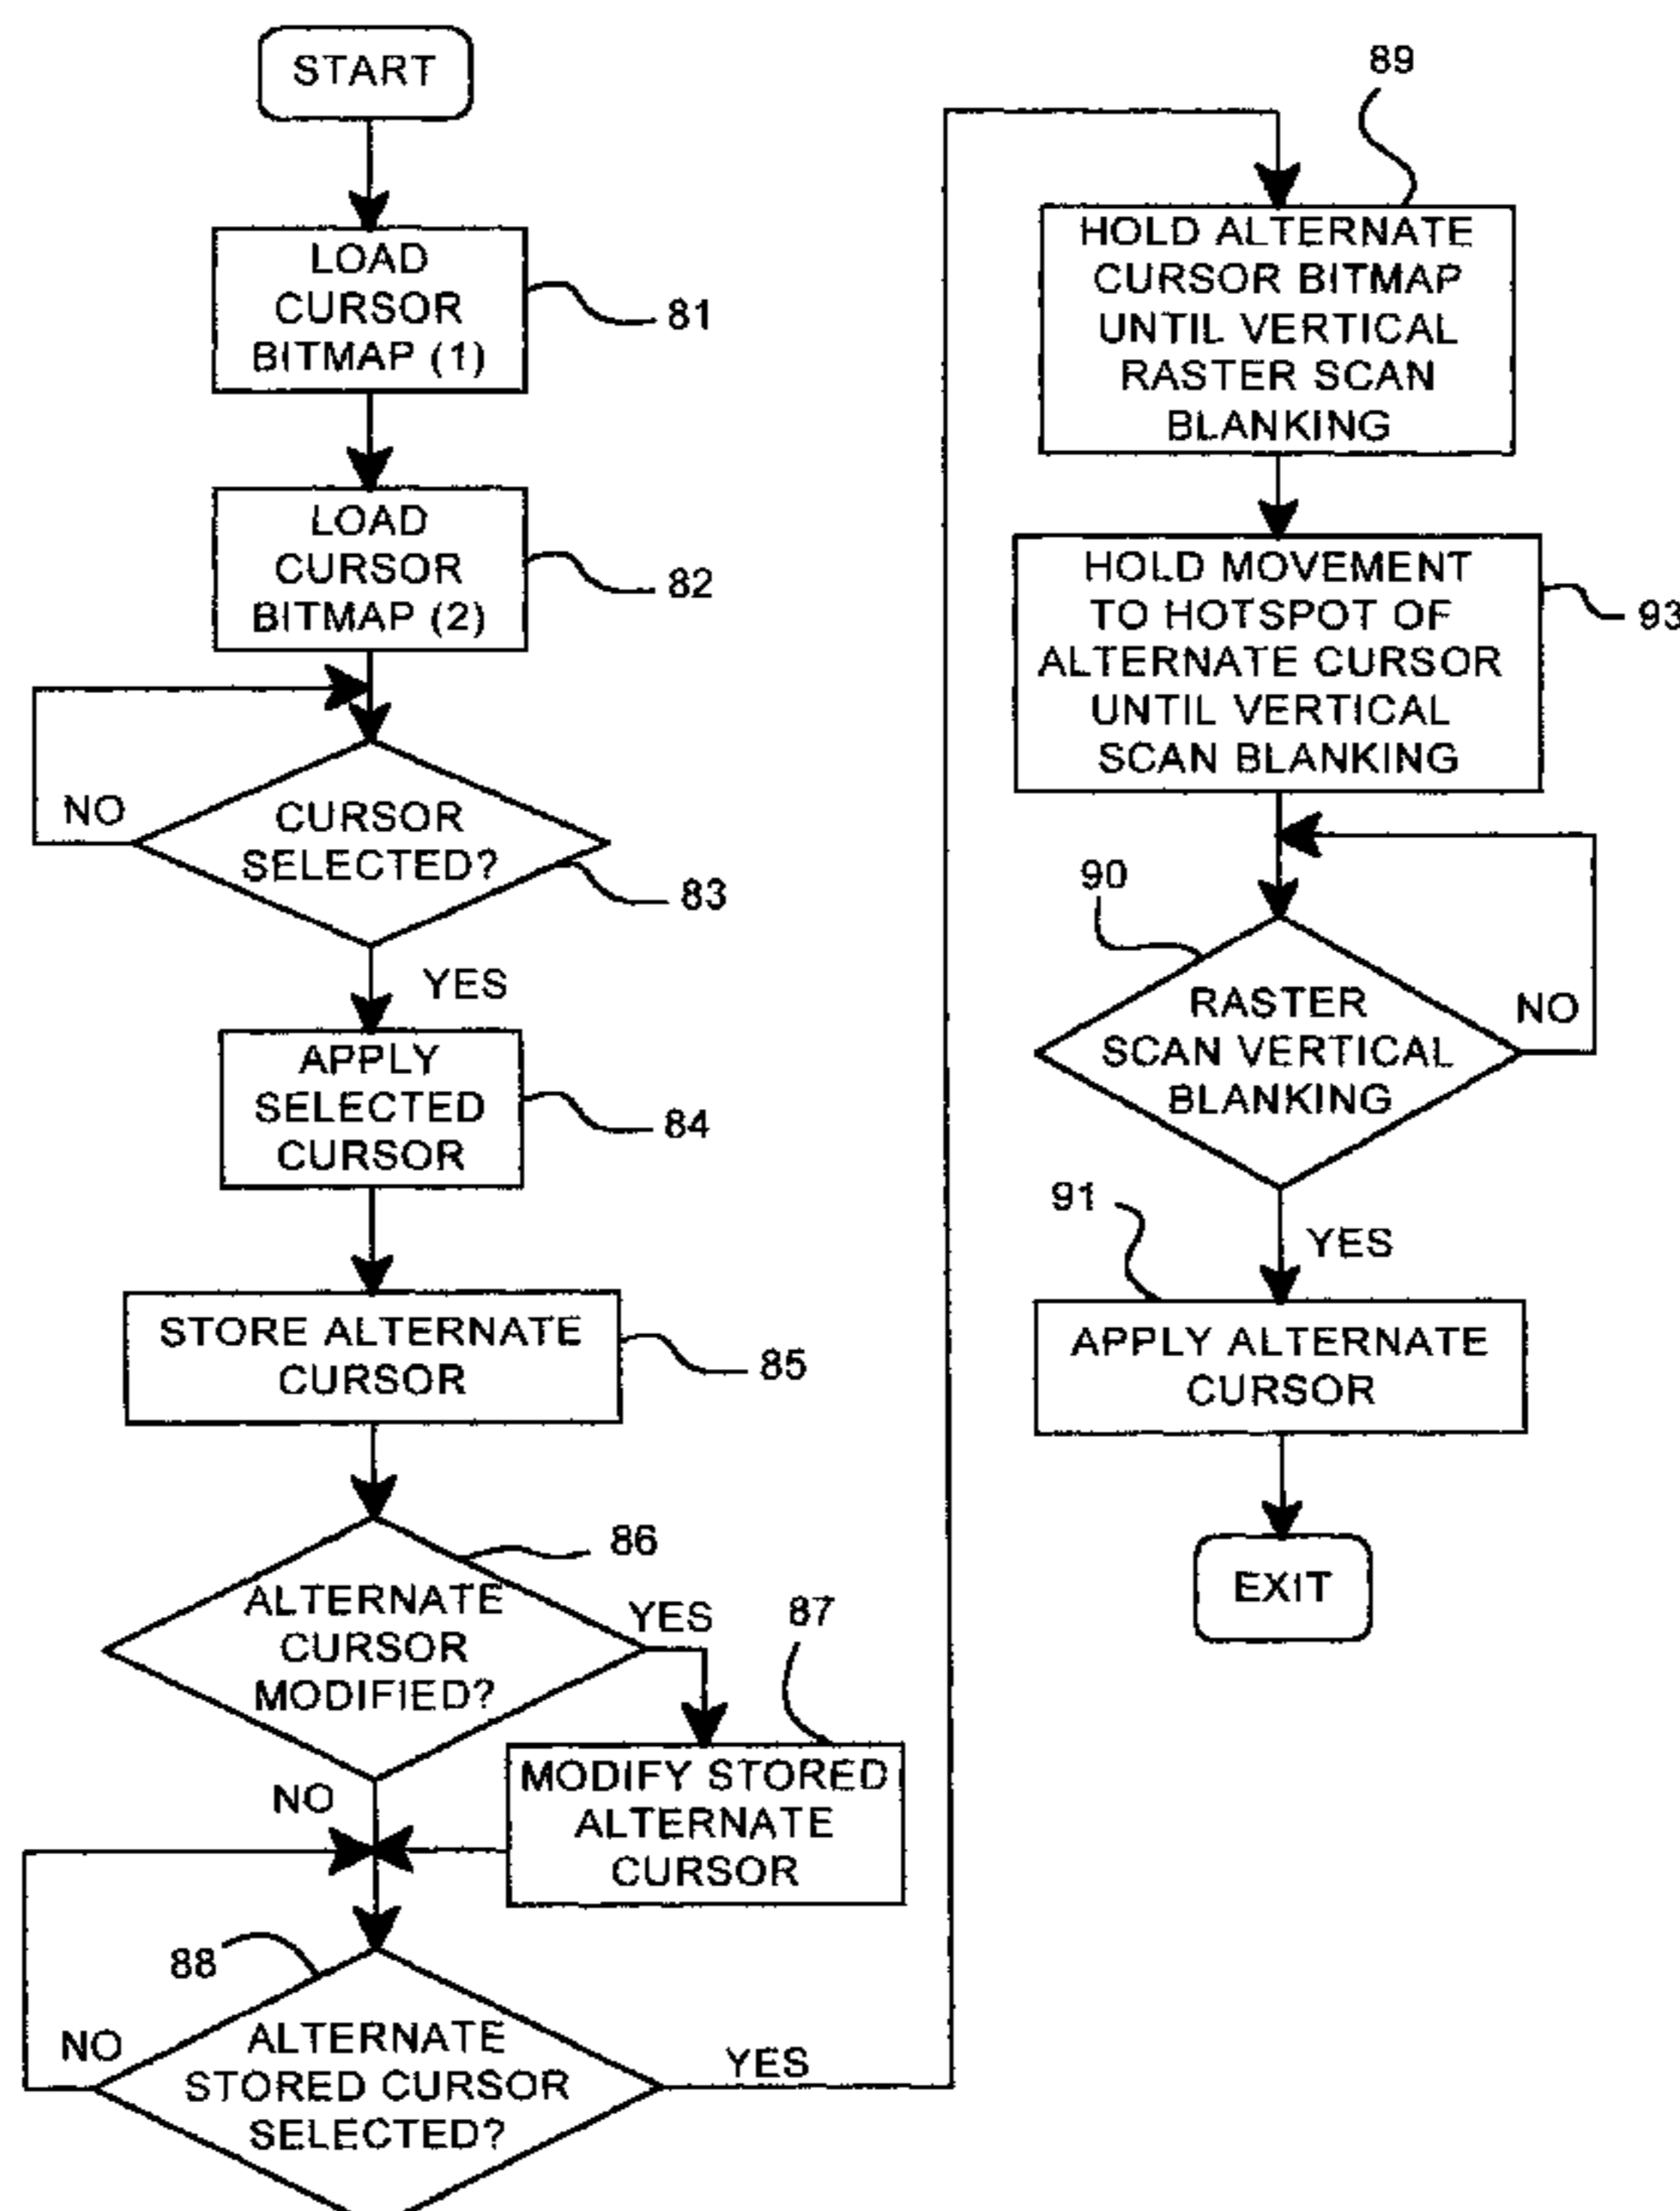 START
LOAD
CURSOR
BITMAP (1)
81
LOAD
CURSOR
BITMAP (2)
82
CURSOR
SELECTED?
NO
83
YES
APPLY
SELECTED
CURSOR
84
STORE ALTERNATE
CURSOR
85
86
ALTERNATE
CURSOR
MODIFIED?
YES
87
NO
MODIFY STORED
ALTERNATE
CURSOR
88
NO
ALTERNATE
STORED CURSOR
SELECTED?
YES
89
HOLD ALTERNATE
CURSOR BITMAP
UNTIL VERTICAL
RASTER SCAN
BLANKING
HOLD MOVEMENT
TO HOTSPOT OF
ALTERNATE CURSOR
UNTIL VERTICAL
SCAN BLANKING
93
90
RASTER
SCAN VERTICAL
BLANKING
NO
91
YES
APPLY ALTERNATE
CURSOR
EXIT